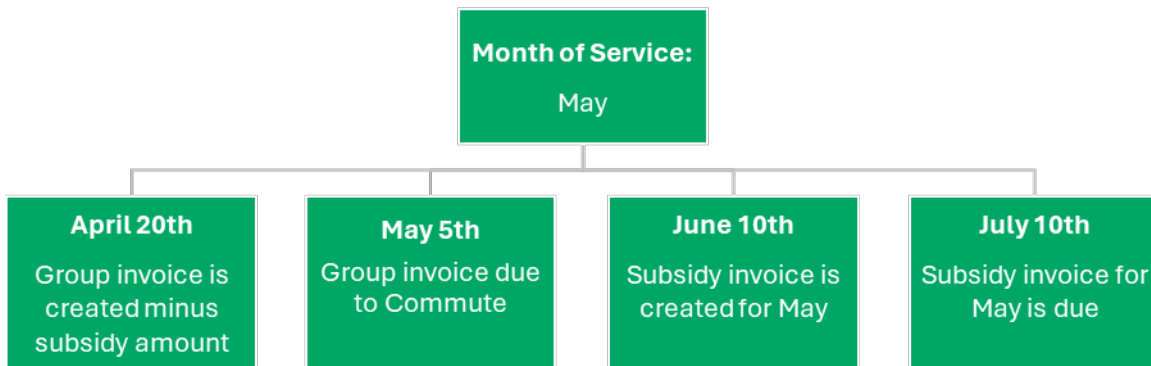 Month of Service:
May
April 20th
Group invoice is
created minus
subsidy amount
May 5th
Group invoice due
to Commute
June 10th
Subsidy invoice is
created for May
July 10th
Subsidy invoice for
May is due